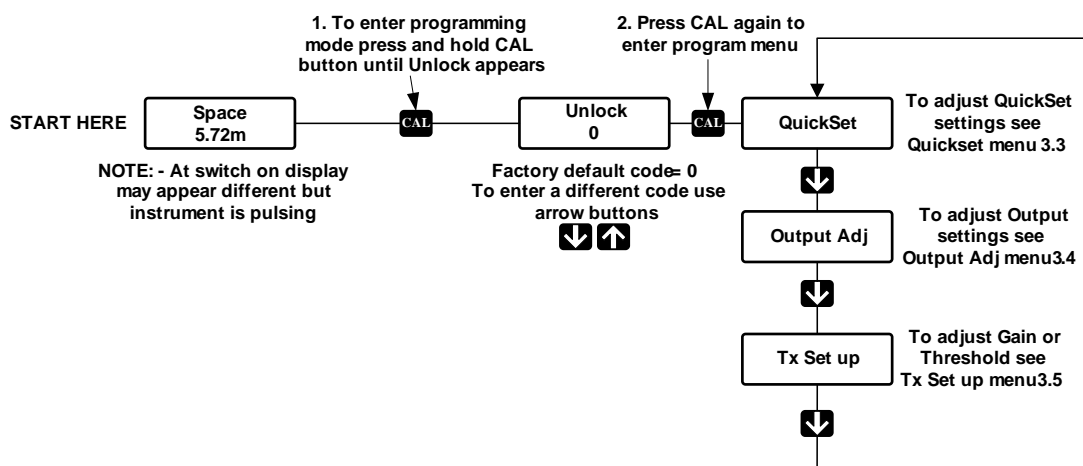 1. To enter programming
mode press and hold CAL
button until Unlock appears
2. Press CAL again to
enter program menu
START HERE
Space
5.72m
CAL
Unlock
0
CAL
QuickSet
To adjust QuickSet
settings see
Quickset menu 3.3
NOTE: - At switch on display
may appear different but
instrument is pulsing
Factory default code= 0
To enter a different code use
arrow buttons
Output Adj
To adjust Output
settings see
Output Adj menu3.4
Tx Set up
To adjust Gain or
Threshold see
Tx Set up menu3.5